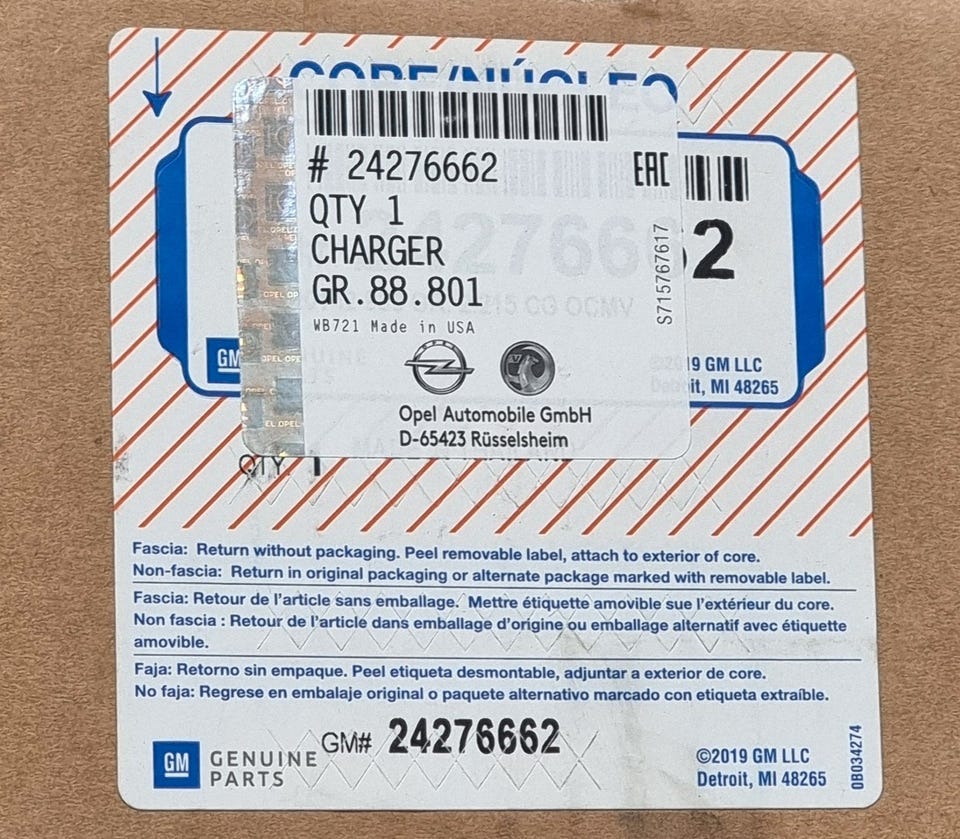 CORE/NÚCLEO
# 24276662
EAC
QTY 1
CHARGER
GR.88.801
WB721 Made in USA
S715767617
2
Opel Automobile GmbH
D-65423 Rüsselsheim
GM
19 GM LLC
it, MI 48265
QTY 1
Fascia: Return without packaging. Peel removable label, attach to exterior of core.
Non-fascia: Return in original packaging or alternate package marked with removable label.
Fascia: Retour de l'article sans emballage. Mettre étiquette amovible sue l'extérieur du core.
Non fascia : Retour de l'article dans emballage d'origine ou emballage alternatif avec étiquette
amovible.
Faja: Retorno sin empaque. Peel etiqueta desmontable, adjuntar a exterior de core.
No faja: Regrese en embalaje original o paquete alternativo marcado con etiqueta extraíble.
GM# 24276662
GM GENUINE
PARTS
©2019 GM LLC
Detroit, MI 48265
0B034274